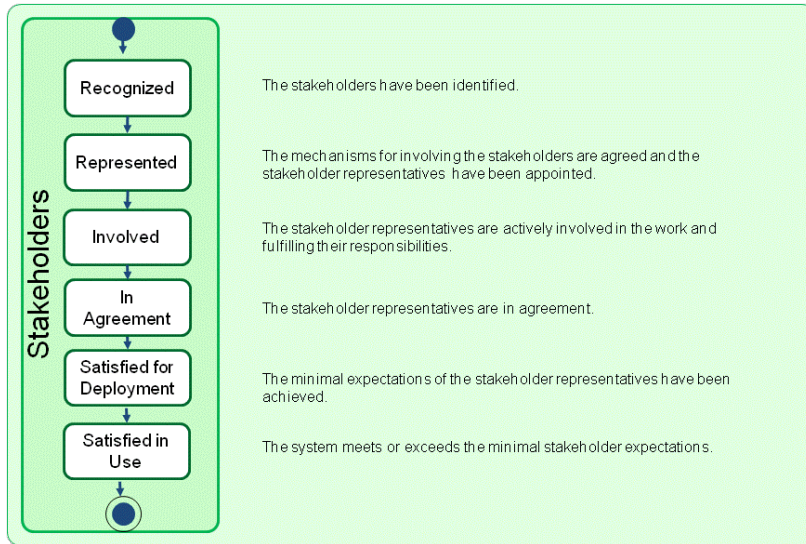 Stakeholders
Recognized
The stakeholders have been identified.
Represented
The mechanisms for involving the stakeholders are agreed and the
stakeholder representatives have been appointed.
Involved
The stakeholder representatives are actively involved in the work and
fulfilling their responsibilities.
In
Agreement
The stakeholder representatives are in agreement.
Satisfied for
Deployment
The minimal expectations of the stakeholder representatives have been
achieved.
Satisfied in
Use
The system meets or exceeds the minimal stakeholder expectations.